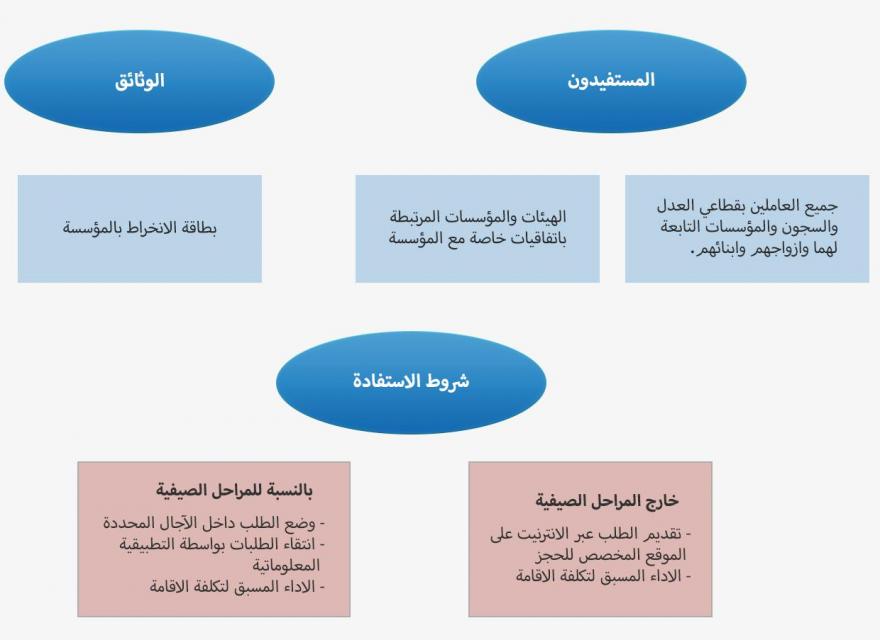 المستفيدون
الوثائق
جميع العاملين بقطاعي العدل
والسجون والمؤسسات التابعة
لهما وازواجهم وابنائهم.
الهيئات والمؤسسات المرتبطة
باتفاقيات خاصة مع المؤسسة
بطاقة الانخراط بالمؤسسة
شروط الاستفادة
خارج المراحل الصيفية
- تقديم الطلب عبر الانترنيت على
الموقع المخصص للحجز
- الاداء المسبق لتكلفة الاقامة
بالنسبة للمراحل الصيفية
- وضع الطلب داخل الآجال المحددة
- انتقاء الطلبات بواسطة التطبيقية
المعلوماتية
- الاداء المسبق لتكلفة الاقامة